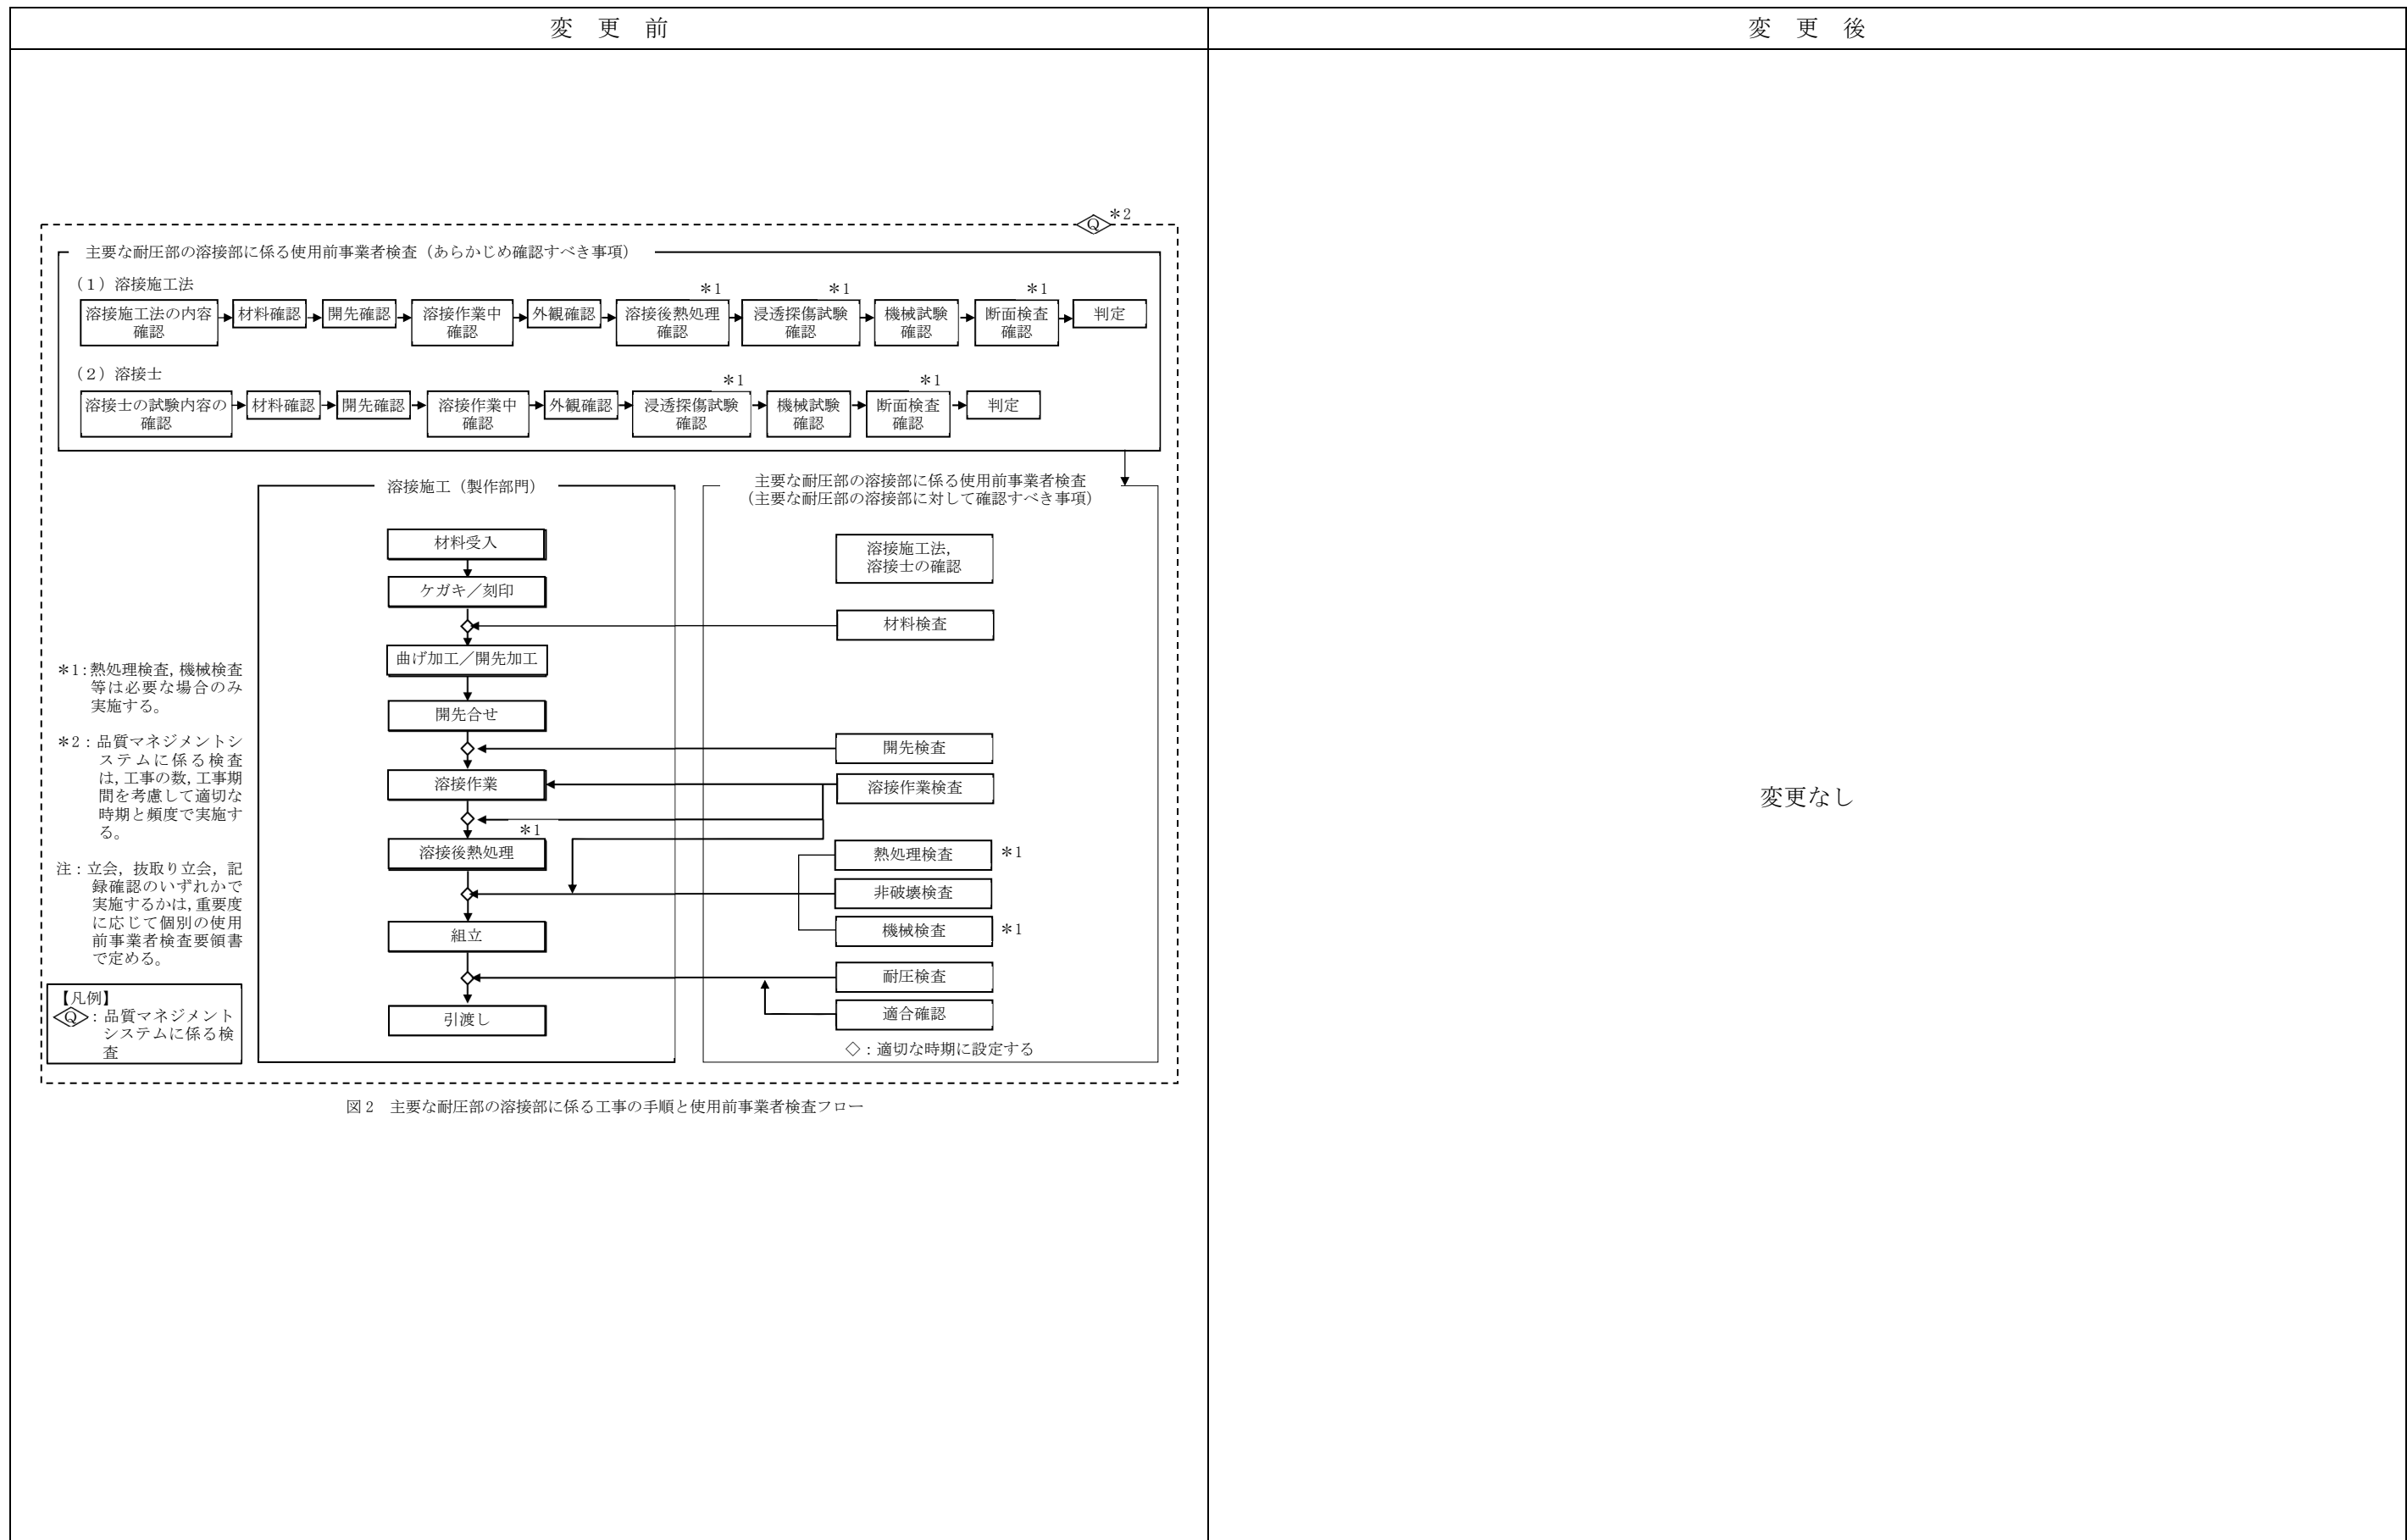 変 更 前
変 更 後
Q ＊2
主要な耐圧部の溶接部に係る使用前事業者検査（あらかじめ確認すべき事項）
（１）溶接施工法
＊1 ＊1 ＊1
溶接施工法の内容
確認
材料確認
開先確認
溶接作業中
確認
外観確認
溶接後熱処理
確認
浸透探傷試験
確認
機械試験
確認
断面検査
確認
判定
（２）溶接士
＊1 ＊1
溶接士の試験内容の
確認
材料確認
開先確認
溶接作業中
確認
外観確認
浸透探傷試験
確認
機械試験
確認
断面検査
確認
判定
溶接施工（製作部門）
材料受入
ケガキ／刻印
曲げ加工／開先加工
開先合せ
溶接作業
＊1
溶接後熱処理
組立
引渡し
主要な耐圧部の溶接部に係る使用前事業者検査
（主要な耐圧部の溶接部に対して確認すべき事項）
溶接施工法,
溶接士の確認
材料検査
開先検査
溶接作業検査
熱処理検査 ＊1
非破壊検査
機械検査 ＊1
耐圧検査
適合確認
◇：適切な時期に設定する
＊1：熱処理検査, 機械検査
等は必要な場合のみ
実施する。
＊2：品質マネジメントシ
ステムに係る検査
は, 工事の数, 工事期
間を考慮して適切な
時期と頻度で実施す
る。
注：立会，抜取り立会，記
録確認のいずれかで
実施するかは, 重要度
に応じて個別の使用
前事業者検査要領書
で定める。
【凡例】
Q：品質マネジメント
システムに係る検
査
図２ 主要な耐圧部の溶接部に係る工事の手順と使用前事業者検査フロー
変更なし